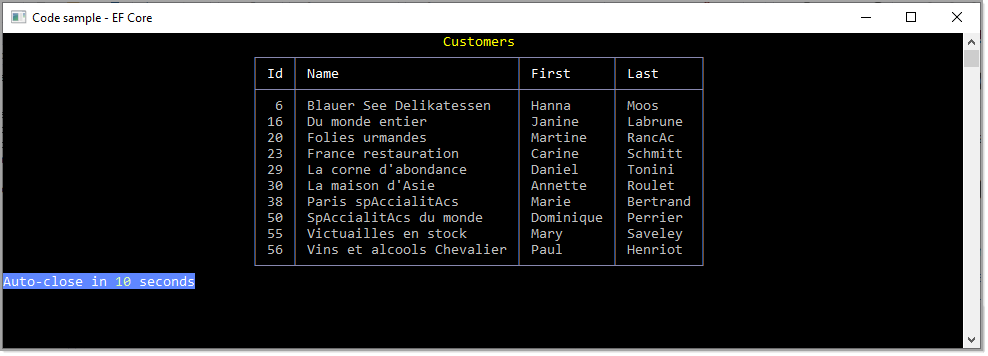 Code sample - EF Core
Customers
Id Name First Last
6 Blauer See Delikatessen Hanna Moos
16 Du monde entier Janine Labrune
20 Folies urmandes Martine RancAc
23 France restauration Carine Schmitt
29 La corne d'abondance Daniel Tonini
30 La maison d'Asie Annette Roulet
38 Paris spAccialitAcs Marie Bertrand
50 SpAccialitAcs du monde Dominique Perrier
55 Victuailles en stock Mary Saveley
56 Vins et alcools Chevalier Paul Henriot
Auto-close in 10 seconds